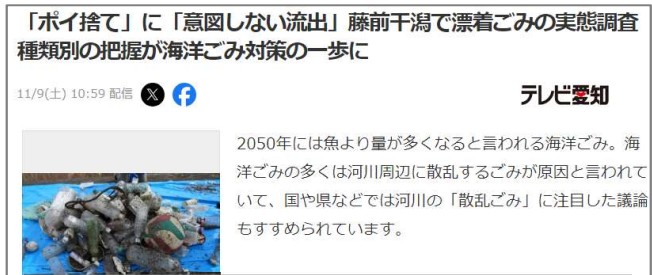 「ポイ捨て」に「意図しない流出」藤前干潟で漂着ごみの実態調査
種類別の把握が海洋ごみ対策の一歩に
11/9(土) 10:59 配信
テレビ愛知
2050年には魚より量が多くなると言われる海洋ごみ。海
洋ごみの多くは河川周辺に散乱するごみが原因と言われて
いて、国や県などでは河川の「散乱ごみ」に注目した議論
もすすめられています。